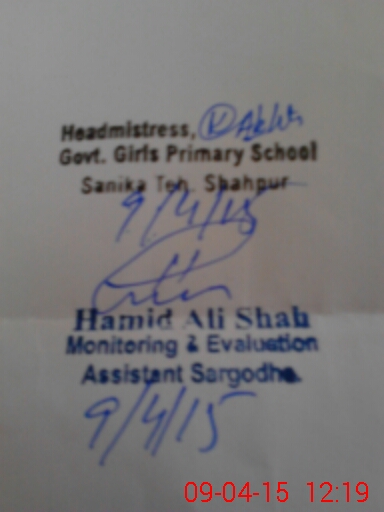 Headmistress,
Govt. Girls Primary School
Sanika Teh. Shahpur
9/4/15
Hamid Ali Shah
Monitoring & Evaluation
Assistant Sargodha.
9/4/15
09-04-15 12:19